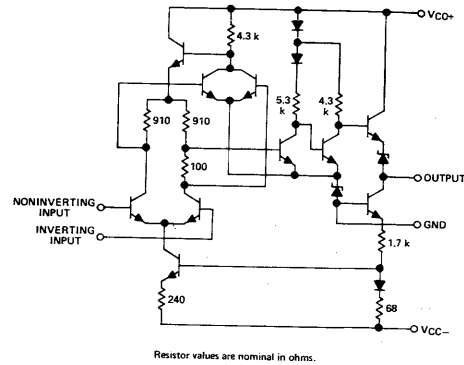 VCC+
4.3 k
5.3 k
4.3 k
910
910
100
OUTPUT
NONINVERTING INPUT
GND
INVERTING INPUT
1.7 k
240
68
VCC−
Resistor values are nominal in ohms.